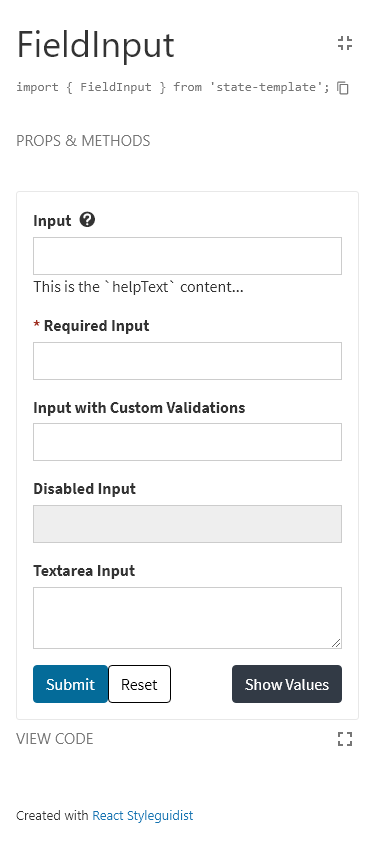 FieldInput
import { FieldInput } from 'state-template';
PROPS & METHODS
Input
This is the `helpText` content...
* Required Input
Input with Custom Validations
Disabled Input
Textarea Input
Submit Reset Show Values
VIEW CODE
Created with React Styleguidist